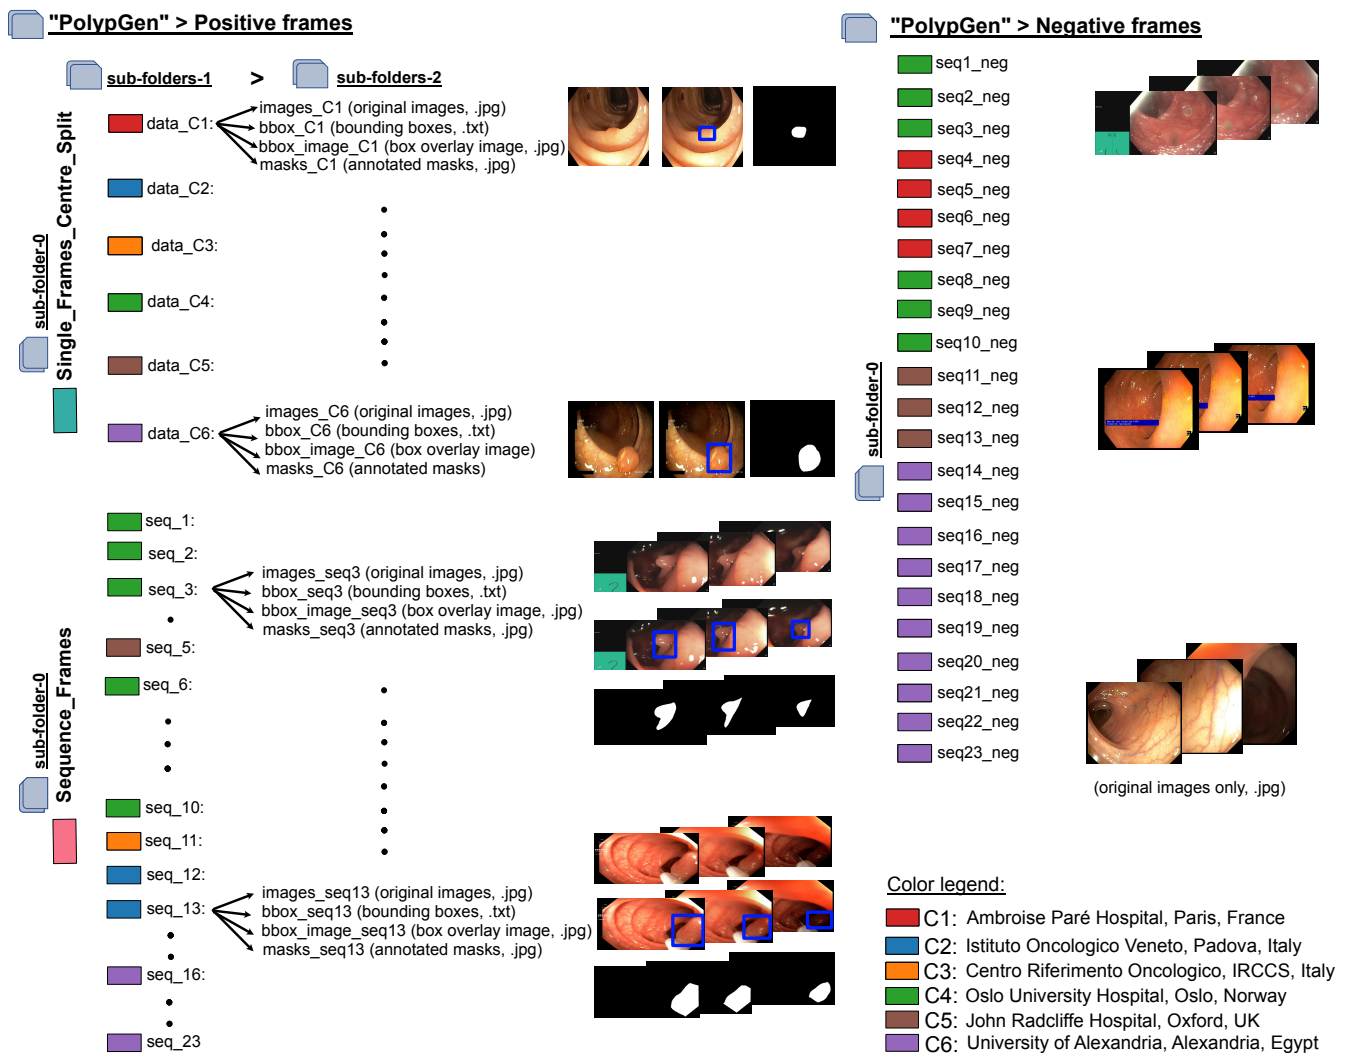 "PolypGen" > Positive frames
sub-folders-1 > sub-folders-2
sub-folder-0
Single_Frames_Centre_Split
data_C1:
images_C1 (original images, .jpg)
bbox_C1 (bounding boxes, .txt)
bbox_image_C1 (box overlay image, .jpg)
masks_C1 (annotated masks, .jpg)
data_C2:
data_C3:
data_C4:
data_C5:
data_C6:
images_C6 (original images, .jpg)
bbox_C6 (bounding boxes, .txt)
bbox_image_C6 (box overlay image)
masks_C6 (annotated masks)
sub-folder-0
Sequence_Frames
seq_1:
seq_2:
seq_3:
images_seq3 (original images, .jpg)
bbox_seq3 (bounding boxes, .txt)
bbox_image_seq3 (box overlay image, .jpg)
masks_seq3 (annotated masks, .jpg)
seq_5:
seq_6:
seq_10:
seq_11:
seq_12:
seq_13:
images_seq13 (original images, .jpg)
bbox_seq13 (bounding boxes, .txt)
bbox_image_seq13 (box overlay image, .jpg)
masks_seq13 (annotated masks, .jpg)
seq_16:
seq_23
"PolypGen" > Negative frames
sub-folder-0
seq1_neg
seq2_neg
seq3_neg
seq4_neg
seq5_neg
seq6_neg
seq7_neg
seq8_neg
seq9_neg
seq10_neg
seq11_neg
seq12_neg
seq13_neg
seq14_neg
seq15_neg
seq16_neg
seq17_neg
seq18_neg
seq19_neg
seq20_neg
seq21_neg
seq22_neg
seq23_neg
(original images only, .jpg)
Color legend:
C1: Ambroise Paré Hospital, Paris, France
C2: Istituto Oncologico Veneto, Padova, Italy
C3: Centro Riferimento Oncologico, IRCCS, Italy
C4: Oslo University Hospital, Oslo, Norway
C5: John Radcliffe Hospital, Oxford, UK
C6: University of Alexandria, Alexandria, Egypt